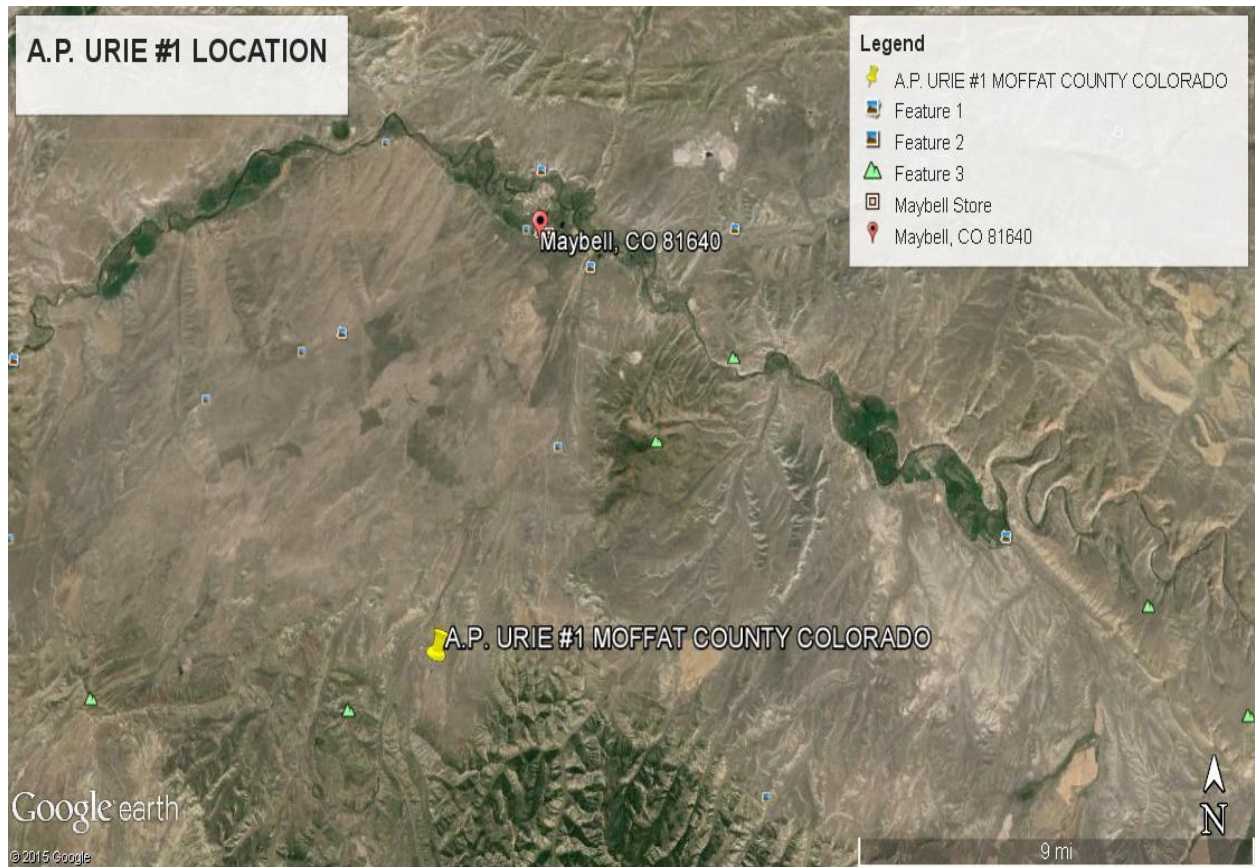 A.P. URIE #1 LOCATION
Legend
A.P. URIE #1 MOFFAT COUNTY COLORADO
Feature 1
Feature 2
Feature 3
Maybell Store
Maybell, CO 81640
Maybell, CO 81640
A.P. URIE #1 MOFFAT COUNTY COLORADO
Google earth
© 2015 Google
N
9 mi